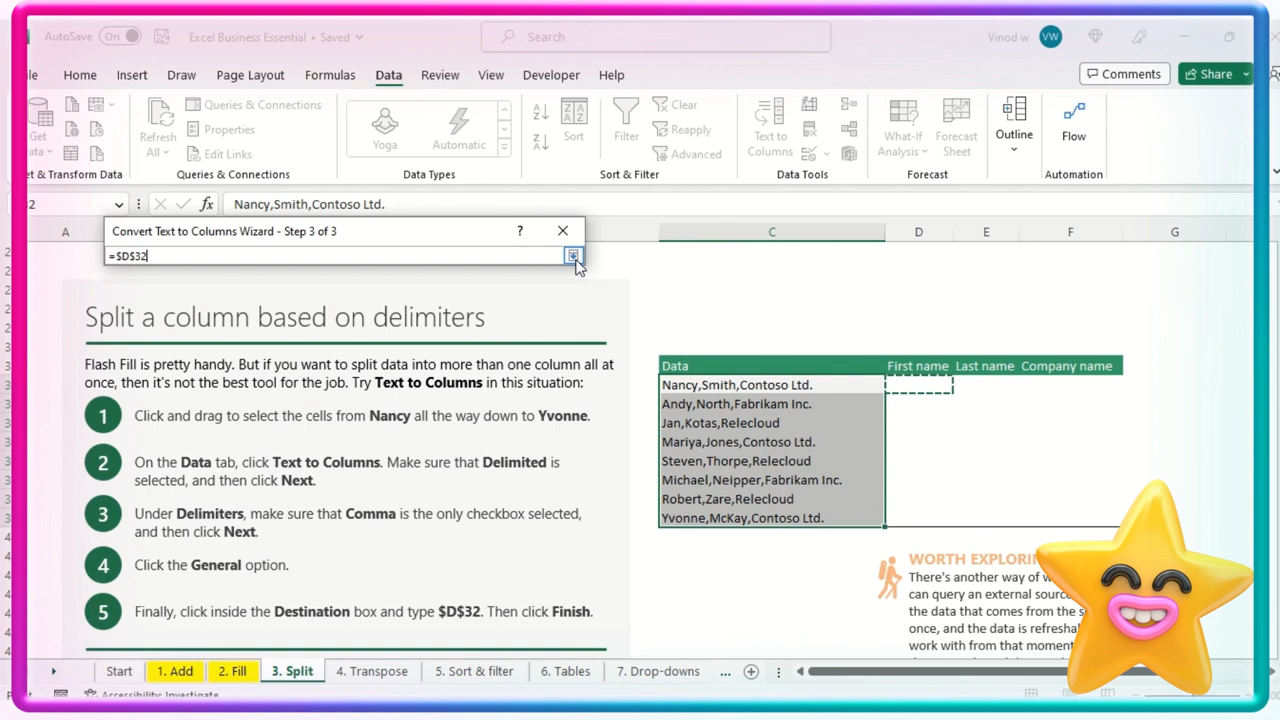 AutoSave On Excel Business Essential • Saved Search Vinod w VW
Home Insert Draw Page Layout Formulas Data Review View Developer Help Comments Share
Get
Data
Refresh
All
Queries & Connections
Properties
Edit Links
Yoga Automatic
Sort
Filter
Clear
Reapply
Advanced
Text to
Columns
What-If
Analysis
Forecast
Sheet
Outline
Flow
t & Transform Data Queries & Connections Data Types Sort & Filter Data Tools Forecast Automation
fx Nancy,Smith,Contoso Ltd.
A C D E F G
Convert Text to Columns Wizard - Step 3 of 3 ?
=$D$32
Split a column based on delimiters
Flash Fill is pretty handy. But if you want to split data into more than one column all at
once, then it's not the best tool for the job. Try Text to Columns in this situation:
1 Click and drag to select the cells from Nancy all the way down to Yvonne.
2 On the Data tab, click Text to Columns. Make sure that Delimited is
selected, and then click Next.
3 Under Delimiters, make sure that Comma is the only checkbox selected,
and then click Next.
4 Click the General option.
5 Finally, click inside the Destination box and type $D$32. Then click Finish.
Data First name Last name Company name
Nancy,Smith,Contoso Ltd.
Andy,North,Fabrikam Inc.
Jan,Kotas,Relecloud
Mariya,Jones,Contoso Ltd.
Steven,Thorpe,Relecloud
Michael,Neipper,Fabrikam Inc.
Robert,Zare,Relecloud
Yvonne,McKay,Contoso Ltd.
WORTH
There's another way of
can query an external
the data that comes from the
once, and the data is
work with from that
Start 1. Add 2. Fill 3. Split 4. Transpose 5. Sort & filter 6. Tables 7. Drop-downs ...
Accessibility: Investigate